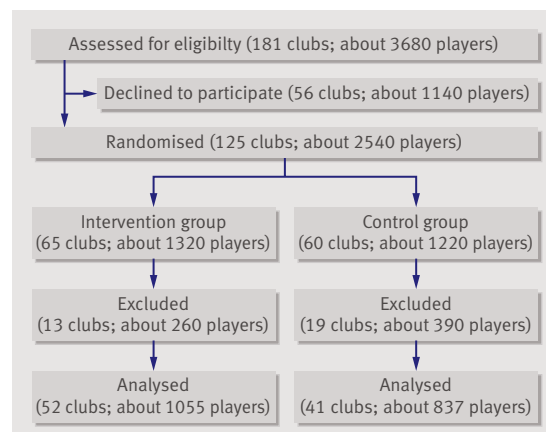 Assessed for eligibilty (181 clubs; about 3680 players)
Declined to participate (56 clubs; about 1140 players)
Randomised (125 clubs; about 2540 players)
Intervention group
(65 clubs; about 1320 players)
Control group
(60 clubs; about 1220 players)
Excluded
(13 clubs; about 260 players)
Excluded
(19 clubs; about 390 players)
Analysed
(52 clubs; about 1055 players)
Analysed
(41 clubs; about 837 players)